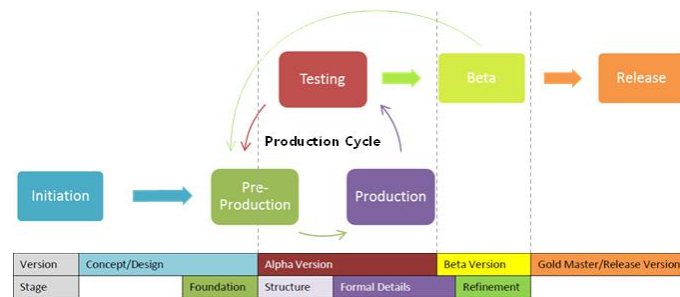 Testing
Beta
Release
Production Cycle
Initiation
Pre-
Production
Production
Version Concept/Design Alpha Version Beta Version Gold Master/Release Version
Stage Foundation Structure Formal Details Refinement